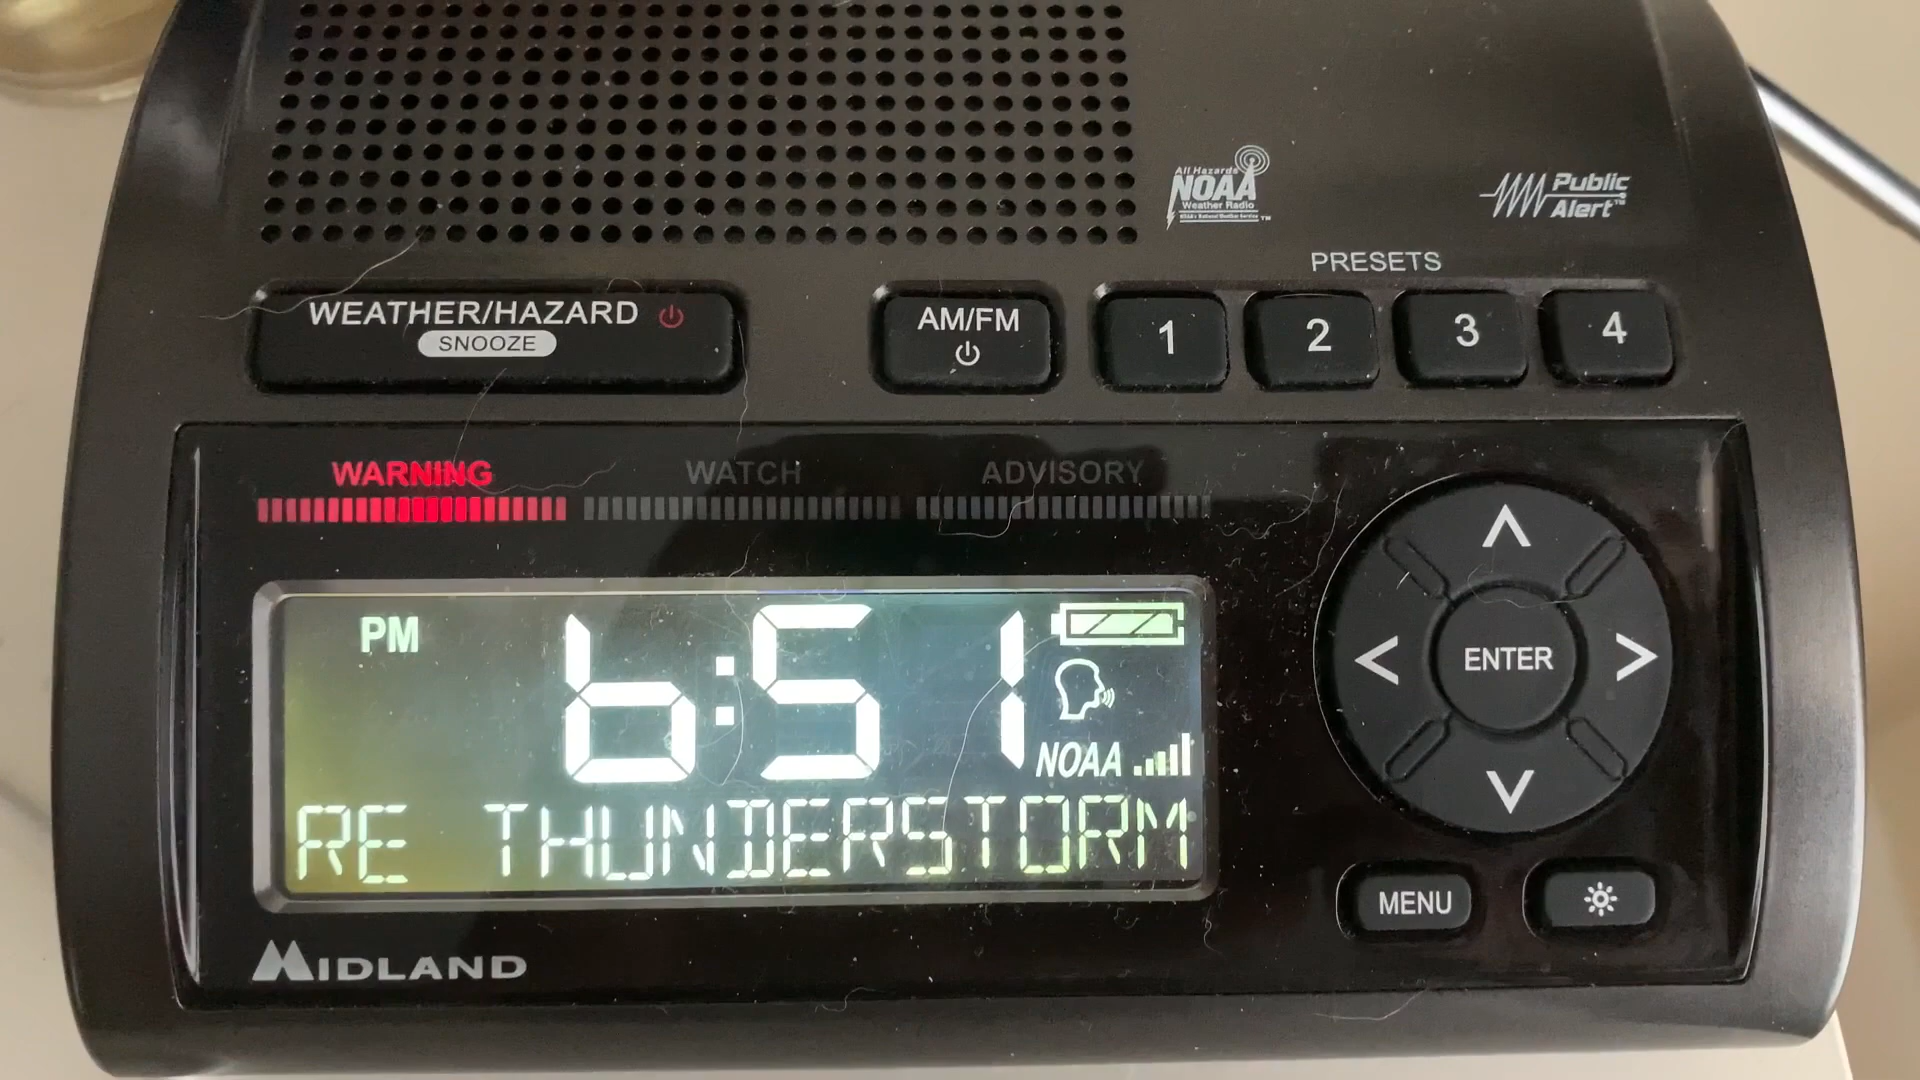 All Hazards
NOAA
Weather Radio
Public
Alert™
PRESETS
WEATHER/HAZARD
SNOOZE
AM/FM
1 2 3 4
WARNING WATCH ADVISORY
PM 6:51
NOAA
RE THUNDERSTORM
ENTER
MENU
MIDLAND